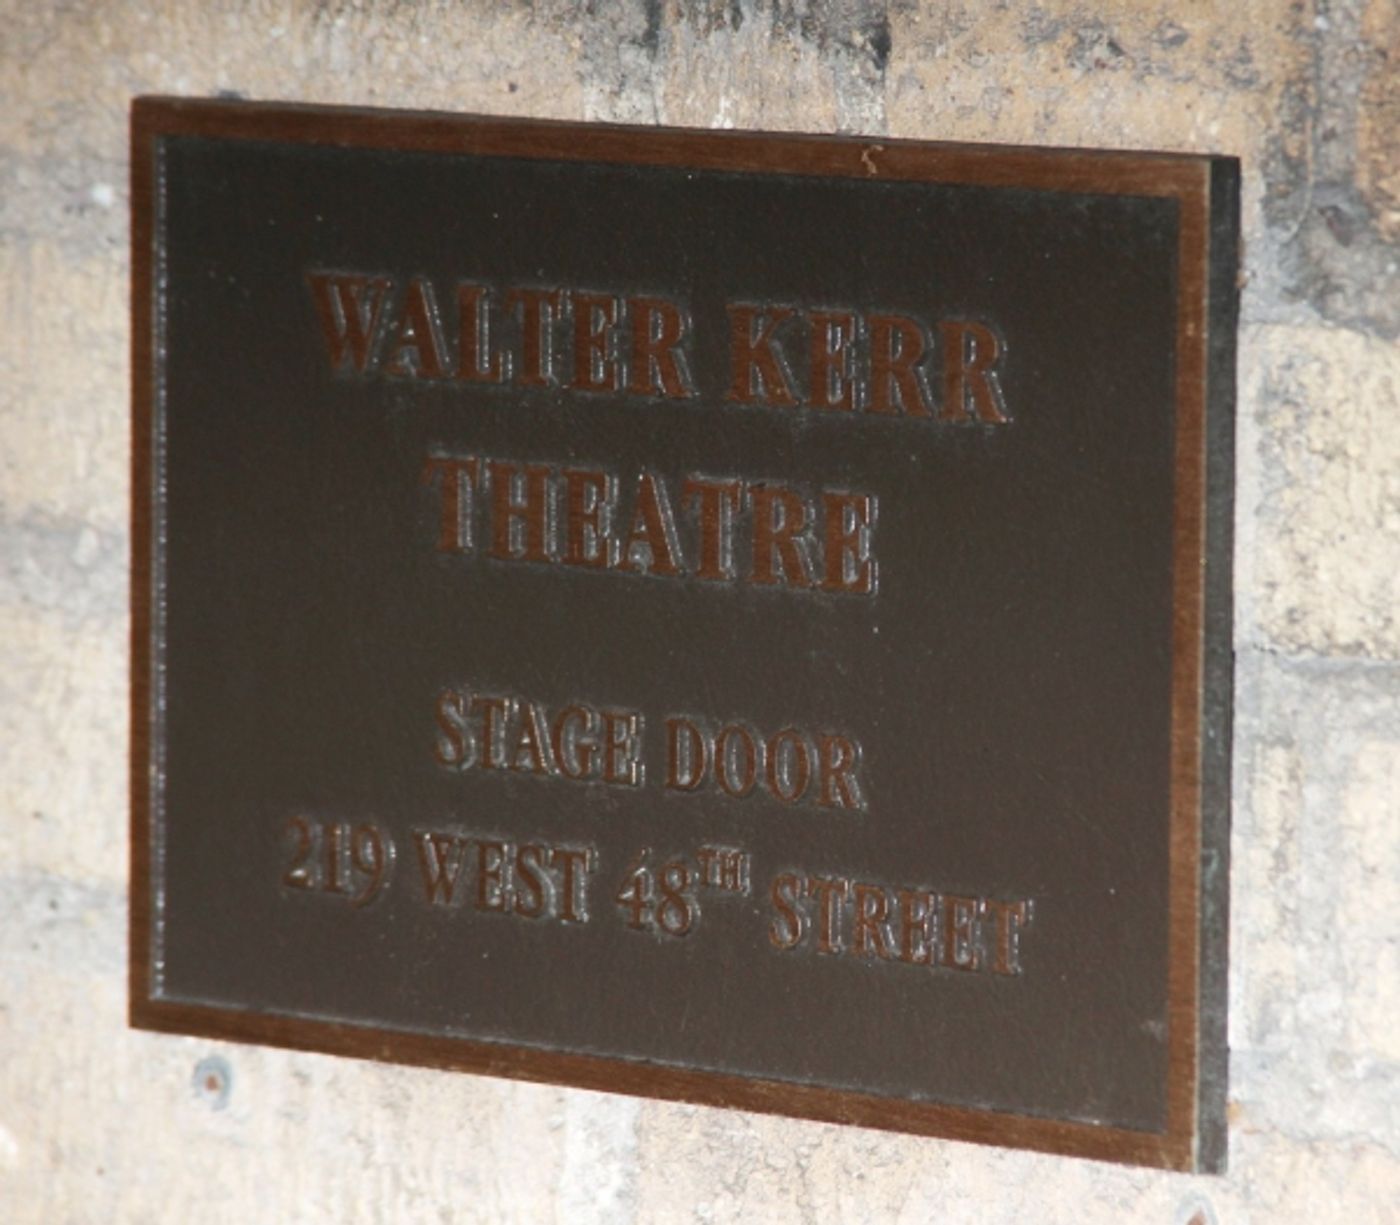 WALTER KERR
THEATRE
STAGE DOOR
219 WEST 48TH STREET